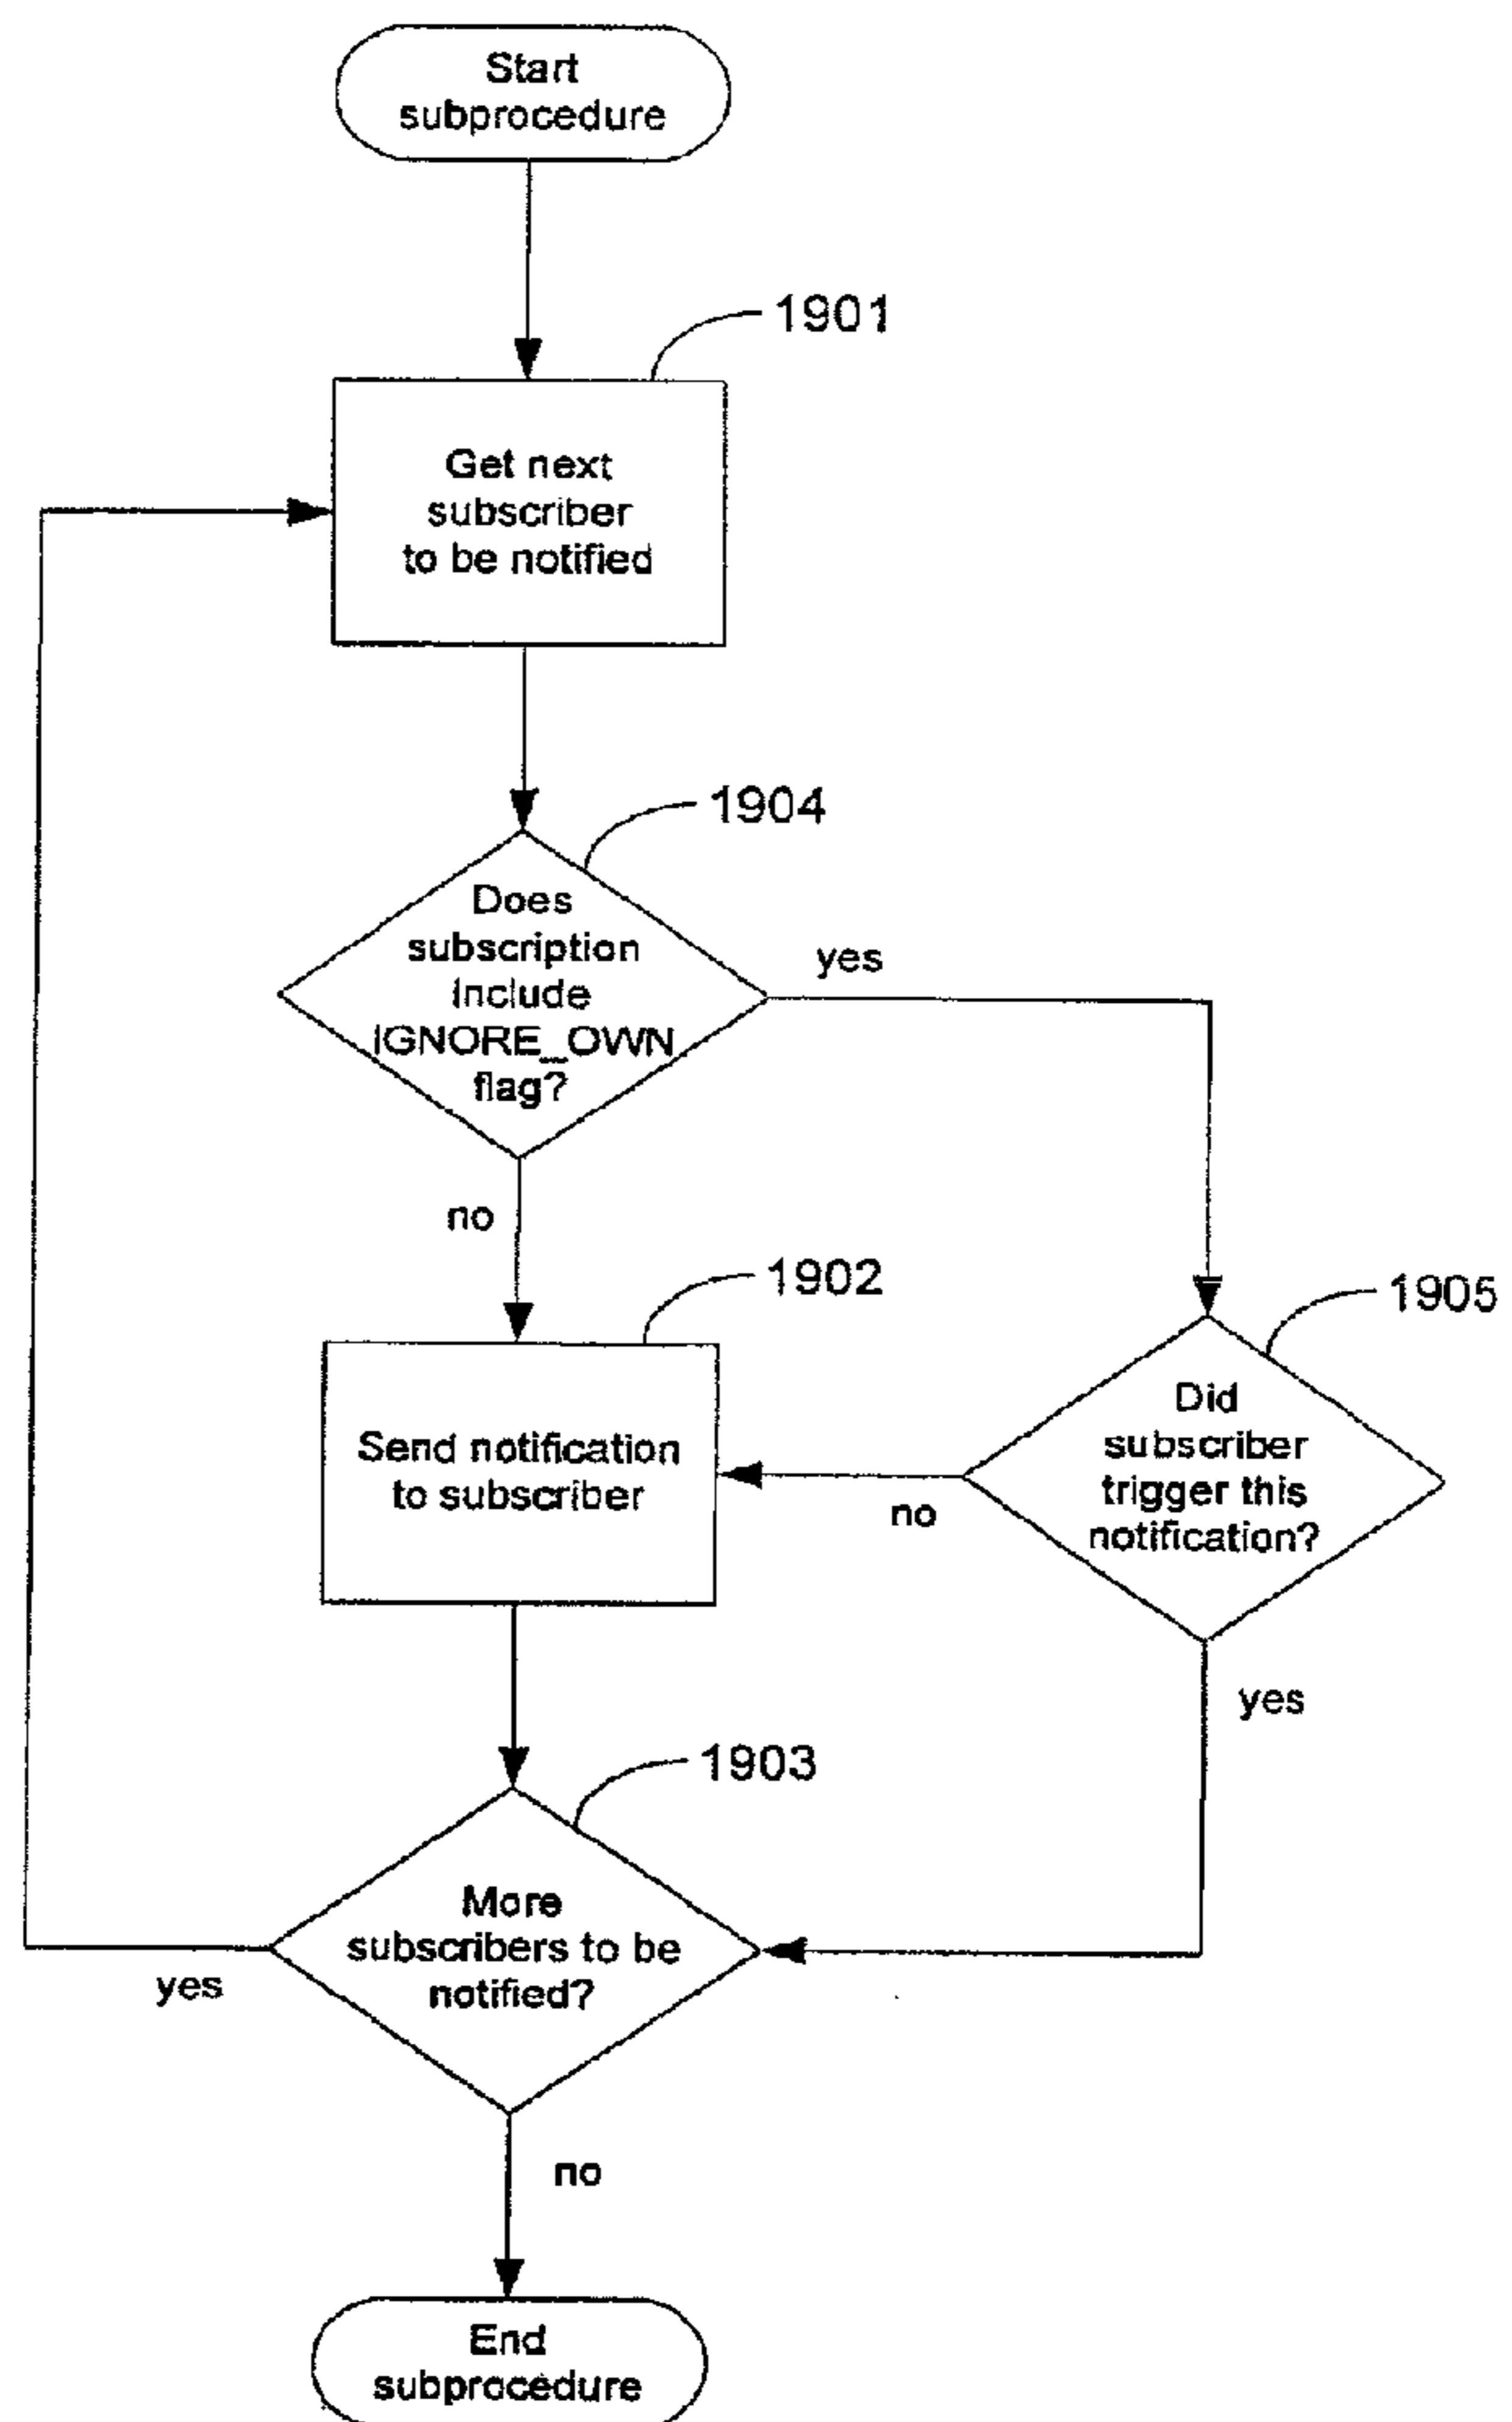 Start
subprocedure
1901
Get next
subscriber
to be notified
1904
Does
subscription
include
IGNORE_OWN
flag?
yes
no
1902
1905
Send notification
to subscriber
Did
subscriber
trigger this
notification?
no
yes
1903
More
subscribers to be
notified?
yes
no
End
subprocedure